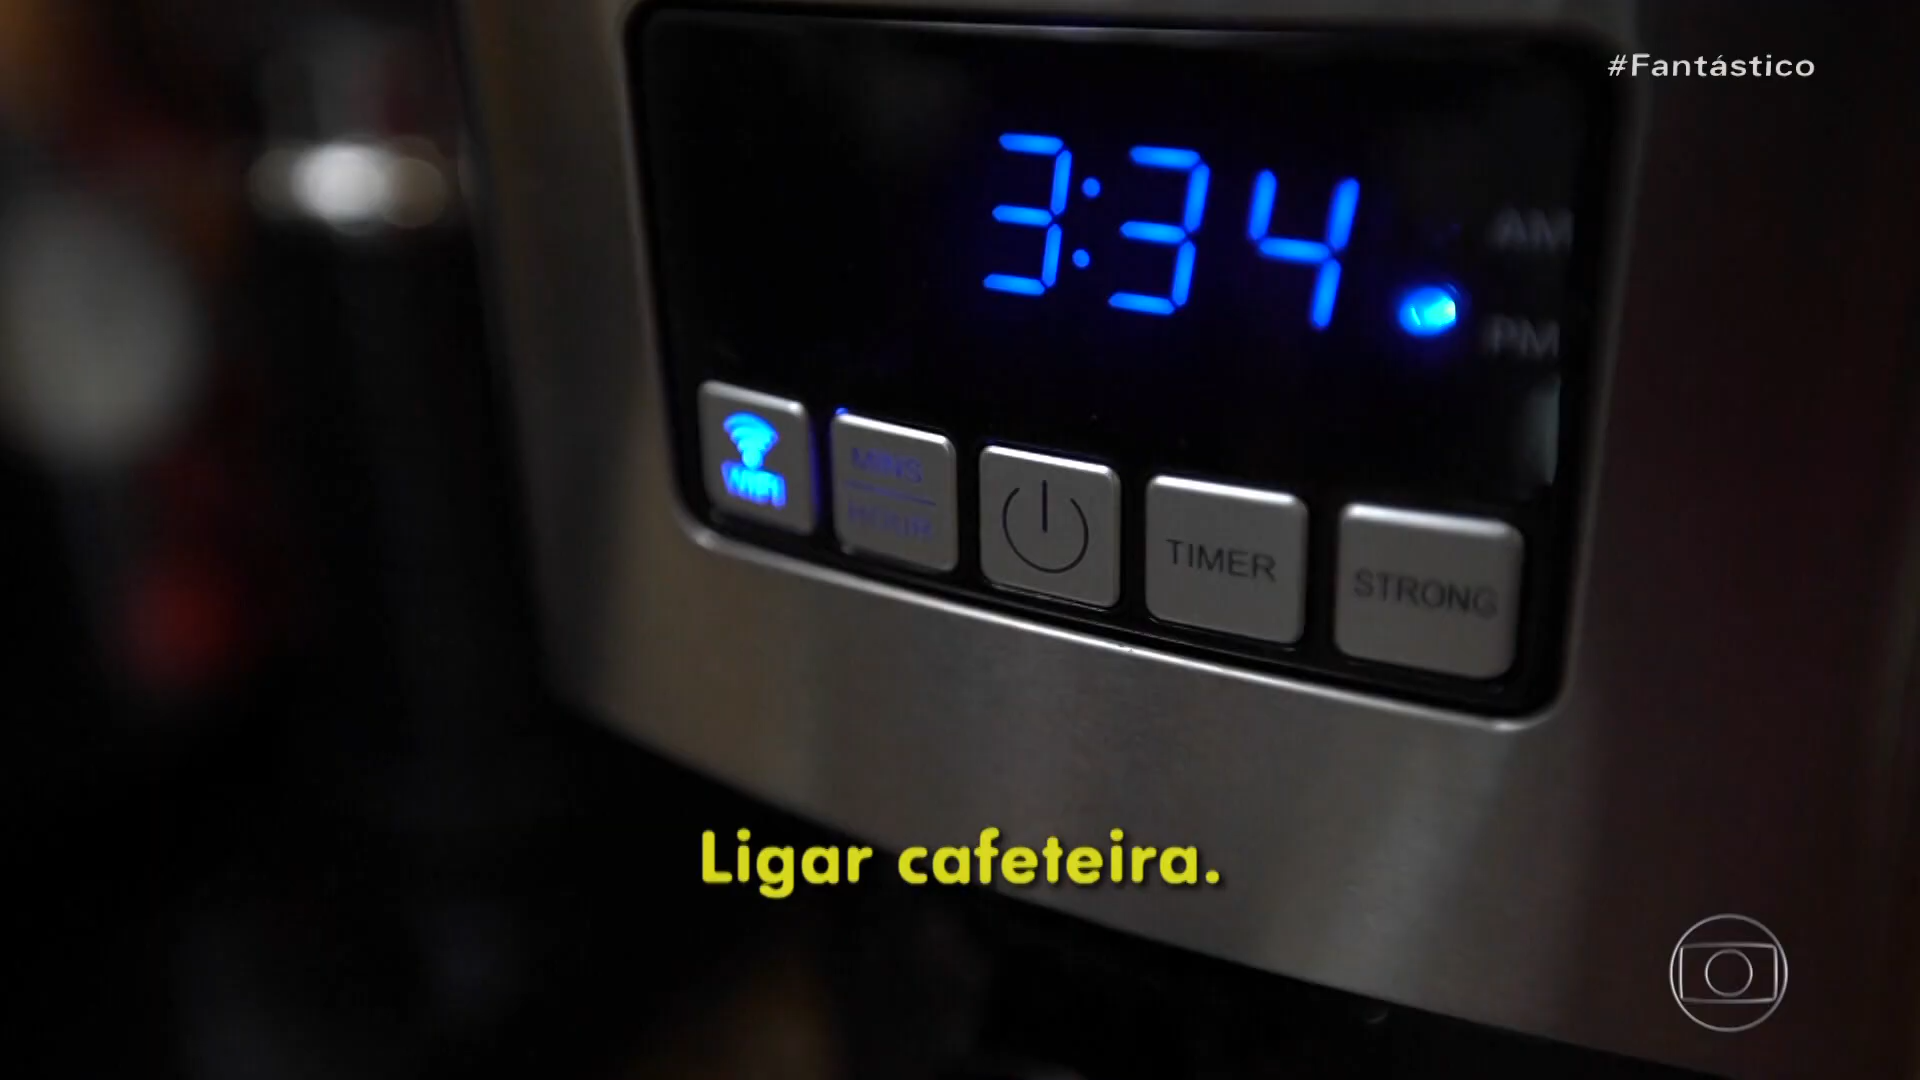 #Fantástico
3:34
AM
PM
WIFI
MINS
HOUR
TIMER
STRONG
Ligar cafeteira.